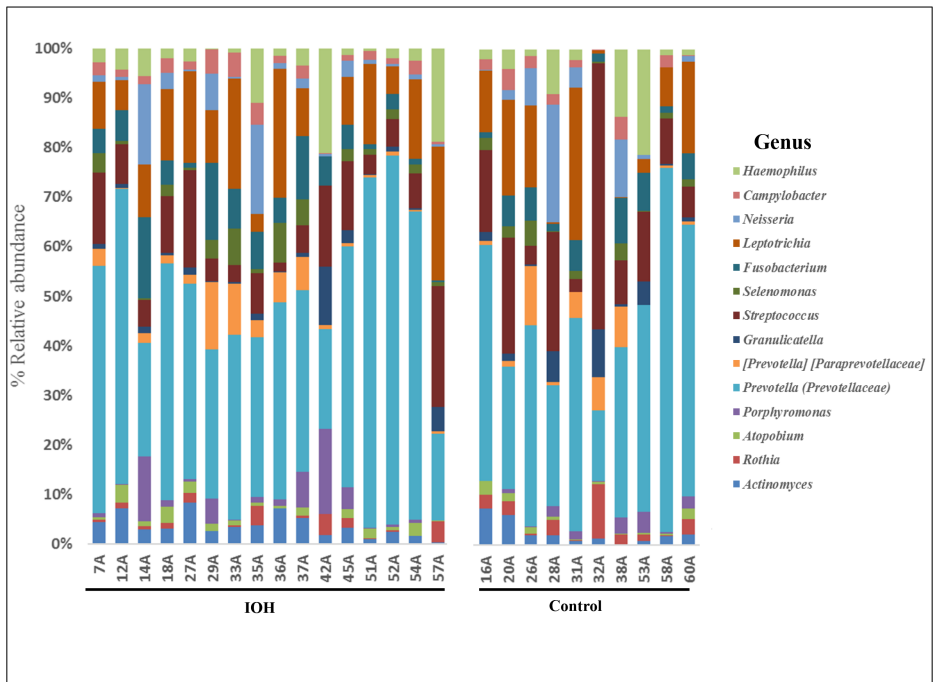 % Relative abundance
100%
90%
80%
70%
60%
50%
40%
30%
20%
10%
0%
7A 12A 14A 18A 27A 29A 33A 35A 36A 37A 42A 45A 51A 52A 54A 57A
16A 20A 26A 28A 31A 32A 38A 53A 58A 60A
IOH
Control
Genus
Haemophilus
Campylobacter
Neisseria
Leptotrichia
Fusobacterium
Selenomonas
Streptococcus
Granulicatella
[Prevotella] [Paraprevotellaceae]
Prevotella (Prevotellaceae)
Porphyromonas
Atopobium
Rothia
Actinomyces